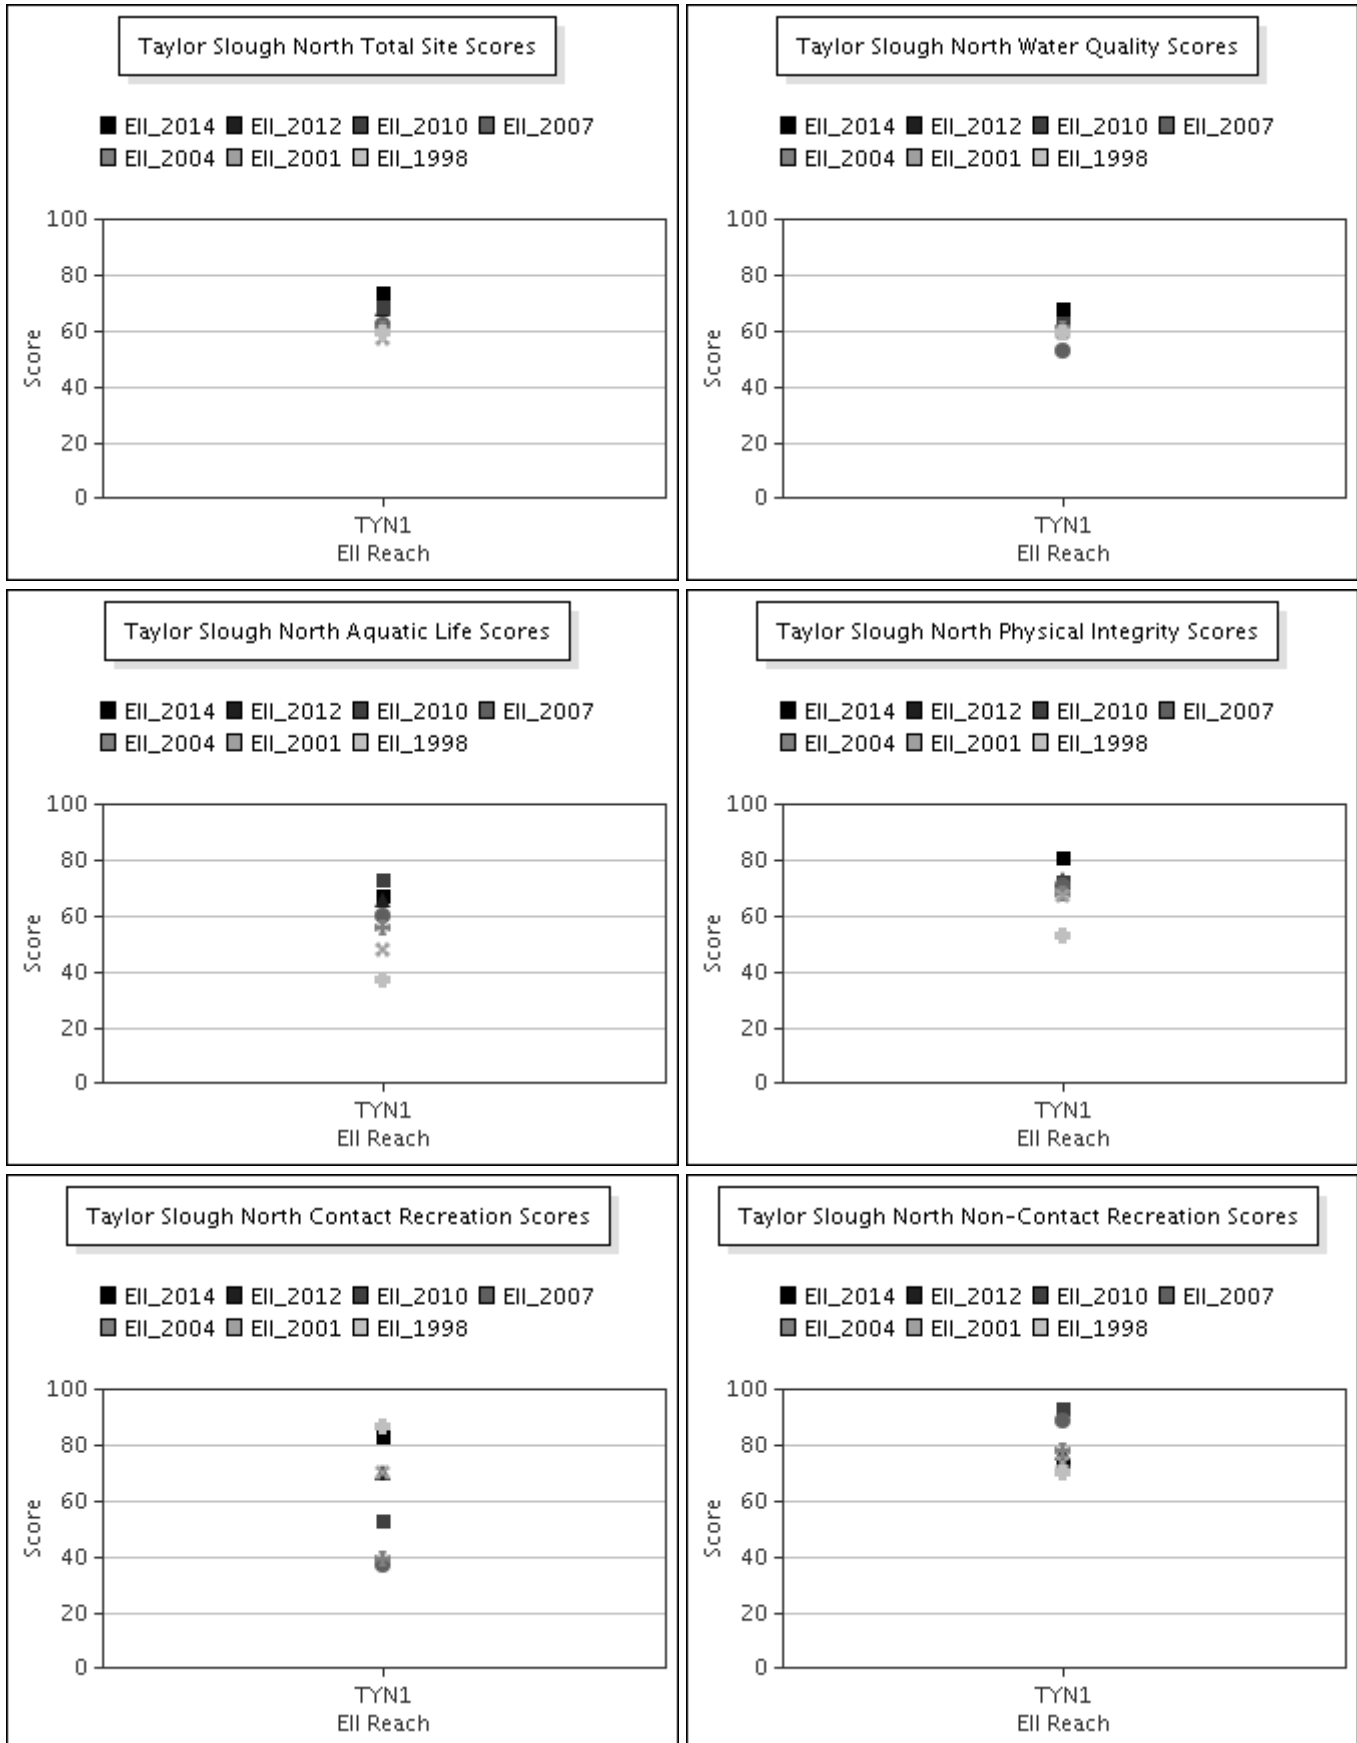 Taylor Slough North Total Site Scores
EII_2014 EII_2012 EII_2010 EII_2007
EII_2004 EII_2001 EII_1998
100
80
60
40
20
0
Score
TYN1
EII Reach
Taylor Slough North Water Quality Scores
EII_2014 EII_2012 EII_2010 EII_2007
EII_2004 EII_2001 EII_1998
100
80
60
40
20
0
Score
TYN1
EII Reach
Taylor Slough North Aquatic Life Scores
EII_2014 EII_2012 EII_2010 EII_2007
EII_2004 EII_2001 EII_1998
100
80
60
40
20
0
Score
TYN1
EII Reach
Taylor Slough North Physical Integrity Scores
EII_2014 EII_2012 EII_2010 EII_2007
EII_2004 EII_2001 EII_1998
100
80
60
40
20
0
Score
TYN1
EII Reach
Taylor Slough North Contact Recreation Scores
EII_2014 EII_2012 EII_2010 EII_2007
EII_2004 EII_2001 EII_1998
100
80
60
40
20
0
Score
TYN1
EII Reach
Taylor Slough North Non-Contact Recreation Scores
EII_2014 EII_2012 EII_2010 EII_2007
EII_2004 EII_2001 EII_1998
100
80
60
40
20
0
Score
TYN1
EII Reach